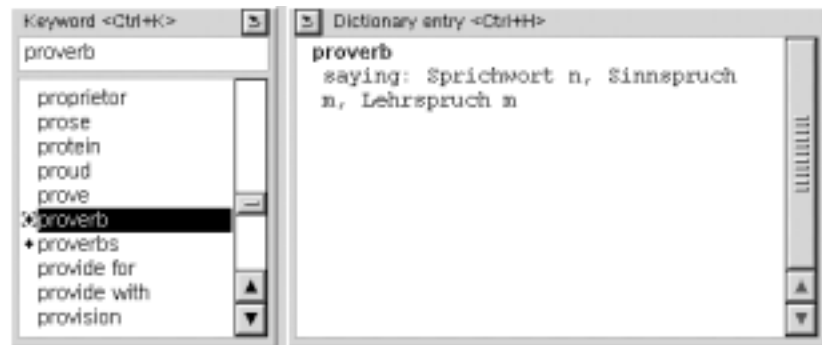 Keyword <Ctrl+K>
proverb
proprietor
prose
protein
proud
prove
proverb
proverbs
provide for
provide with
provision
Dictionary entry <Ctrl+H>
proverb
saying: Sprichwort n, Sinnspruch
m, Lehrspruch m